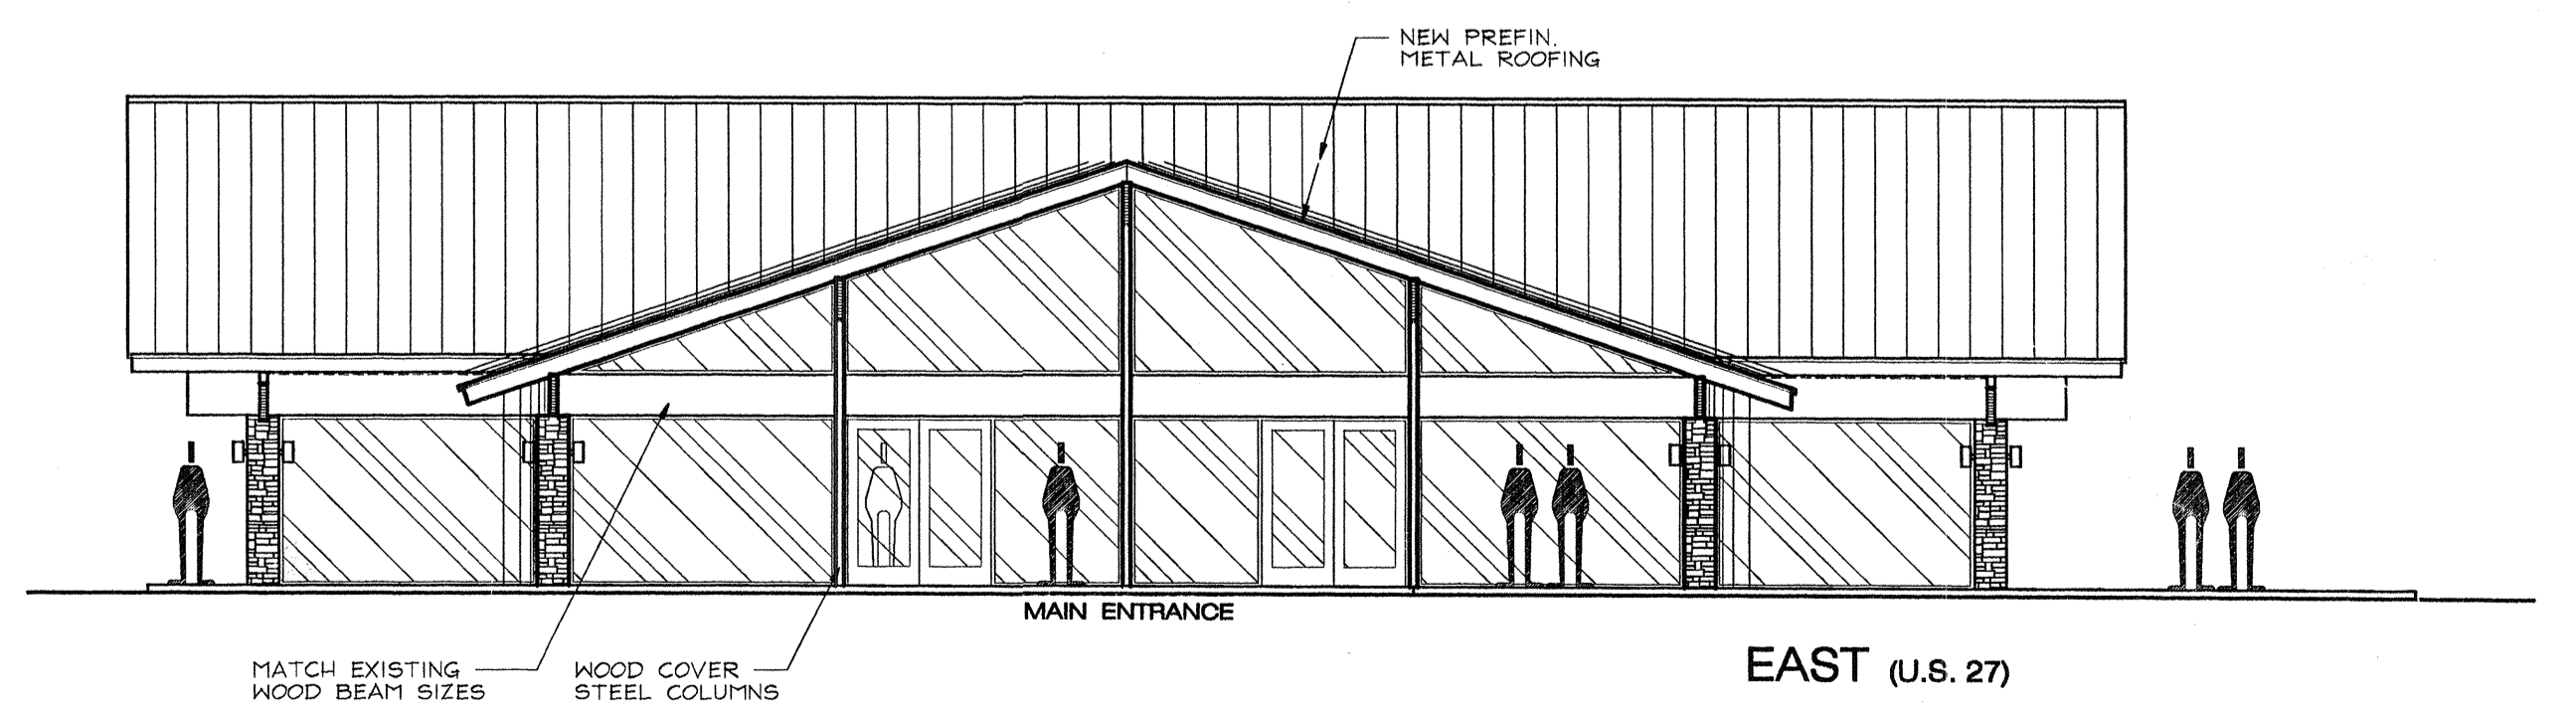 NEW PREFIN.
METAL ROOFING
MAIN ENTRANCE
MATCH EXISTING
WOOD BEAM SIZES
WOOD COVER
STEEL COLUMNS
EAST (U.S. 27)